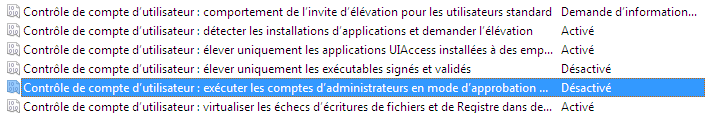 Contrôle de compte d'utilisateur : comportement de l'invite d'élévation pour les utilisateurs standard Demande d'information...
Contrôle de compte d'utilisateur : détecter les installations d'applications et demander l'élévation Activé
Contrôle de compte d'utilisateur : élever uniquement les applications UIAccess installées à des emp... Activé
Contrôle de compte d'utilisateur : élever uniquement les exécutables signés et validés Désactivé
Contrôle de compte d'utilisateur : exécuter les comptes d'administrateurs en mode d'approbation ... Désactivé
Contrôle de compte d'utilisateur : virtualiser les échecs d'écritures de fichiers et de Registre dans de... Activé